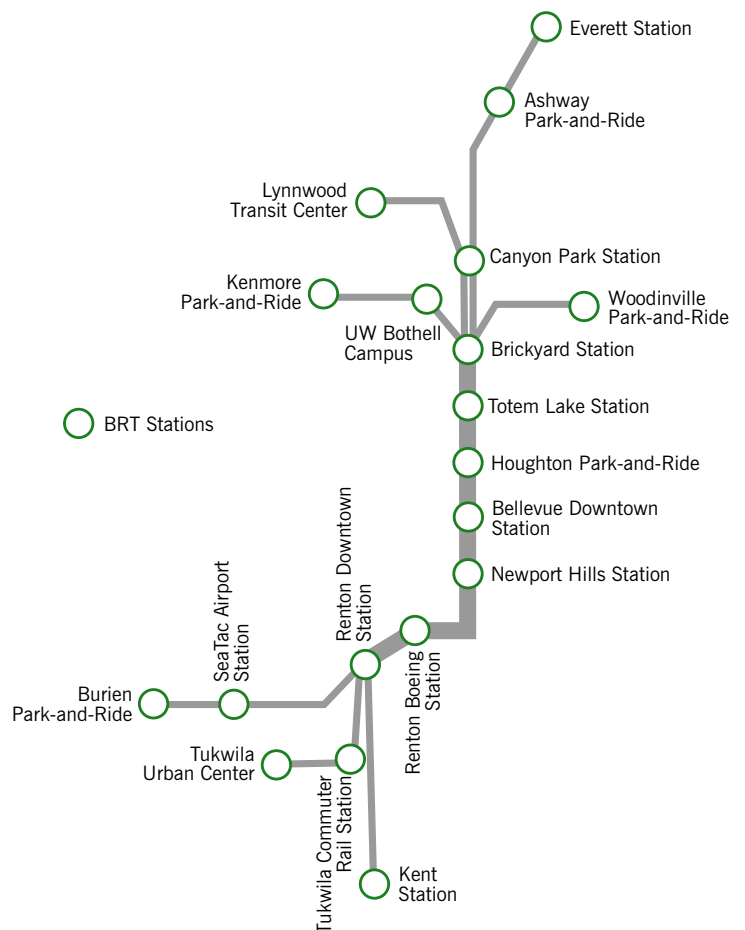 Everett Station
Ashway
Park-and-Ride
Lynnwood
Transit Center
Canyon Park Station
Kenmore
Park-and-Ride
Woodinville
Park-and-Ride
UW Bothell
Campus
Brickyard Station
Totem Lake Station
BRT Stations
Houghton Park-and-Ride
Bellevue Downtown
Station
Newport Hills Station
Renton Downtown
Station
SeaTac Airport
Station
Renton Boeing
Station
Burien
Park-and-Ride
Tukwila
Urban Center
Tukwila Commuter
Rail Station
Kent
Station